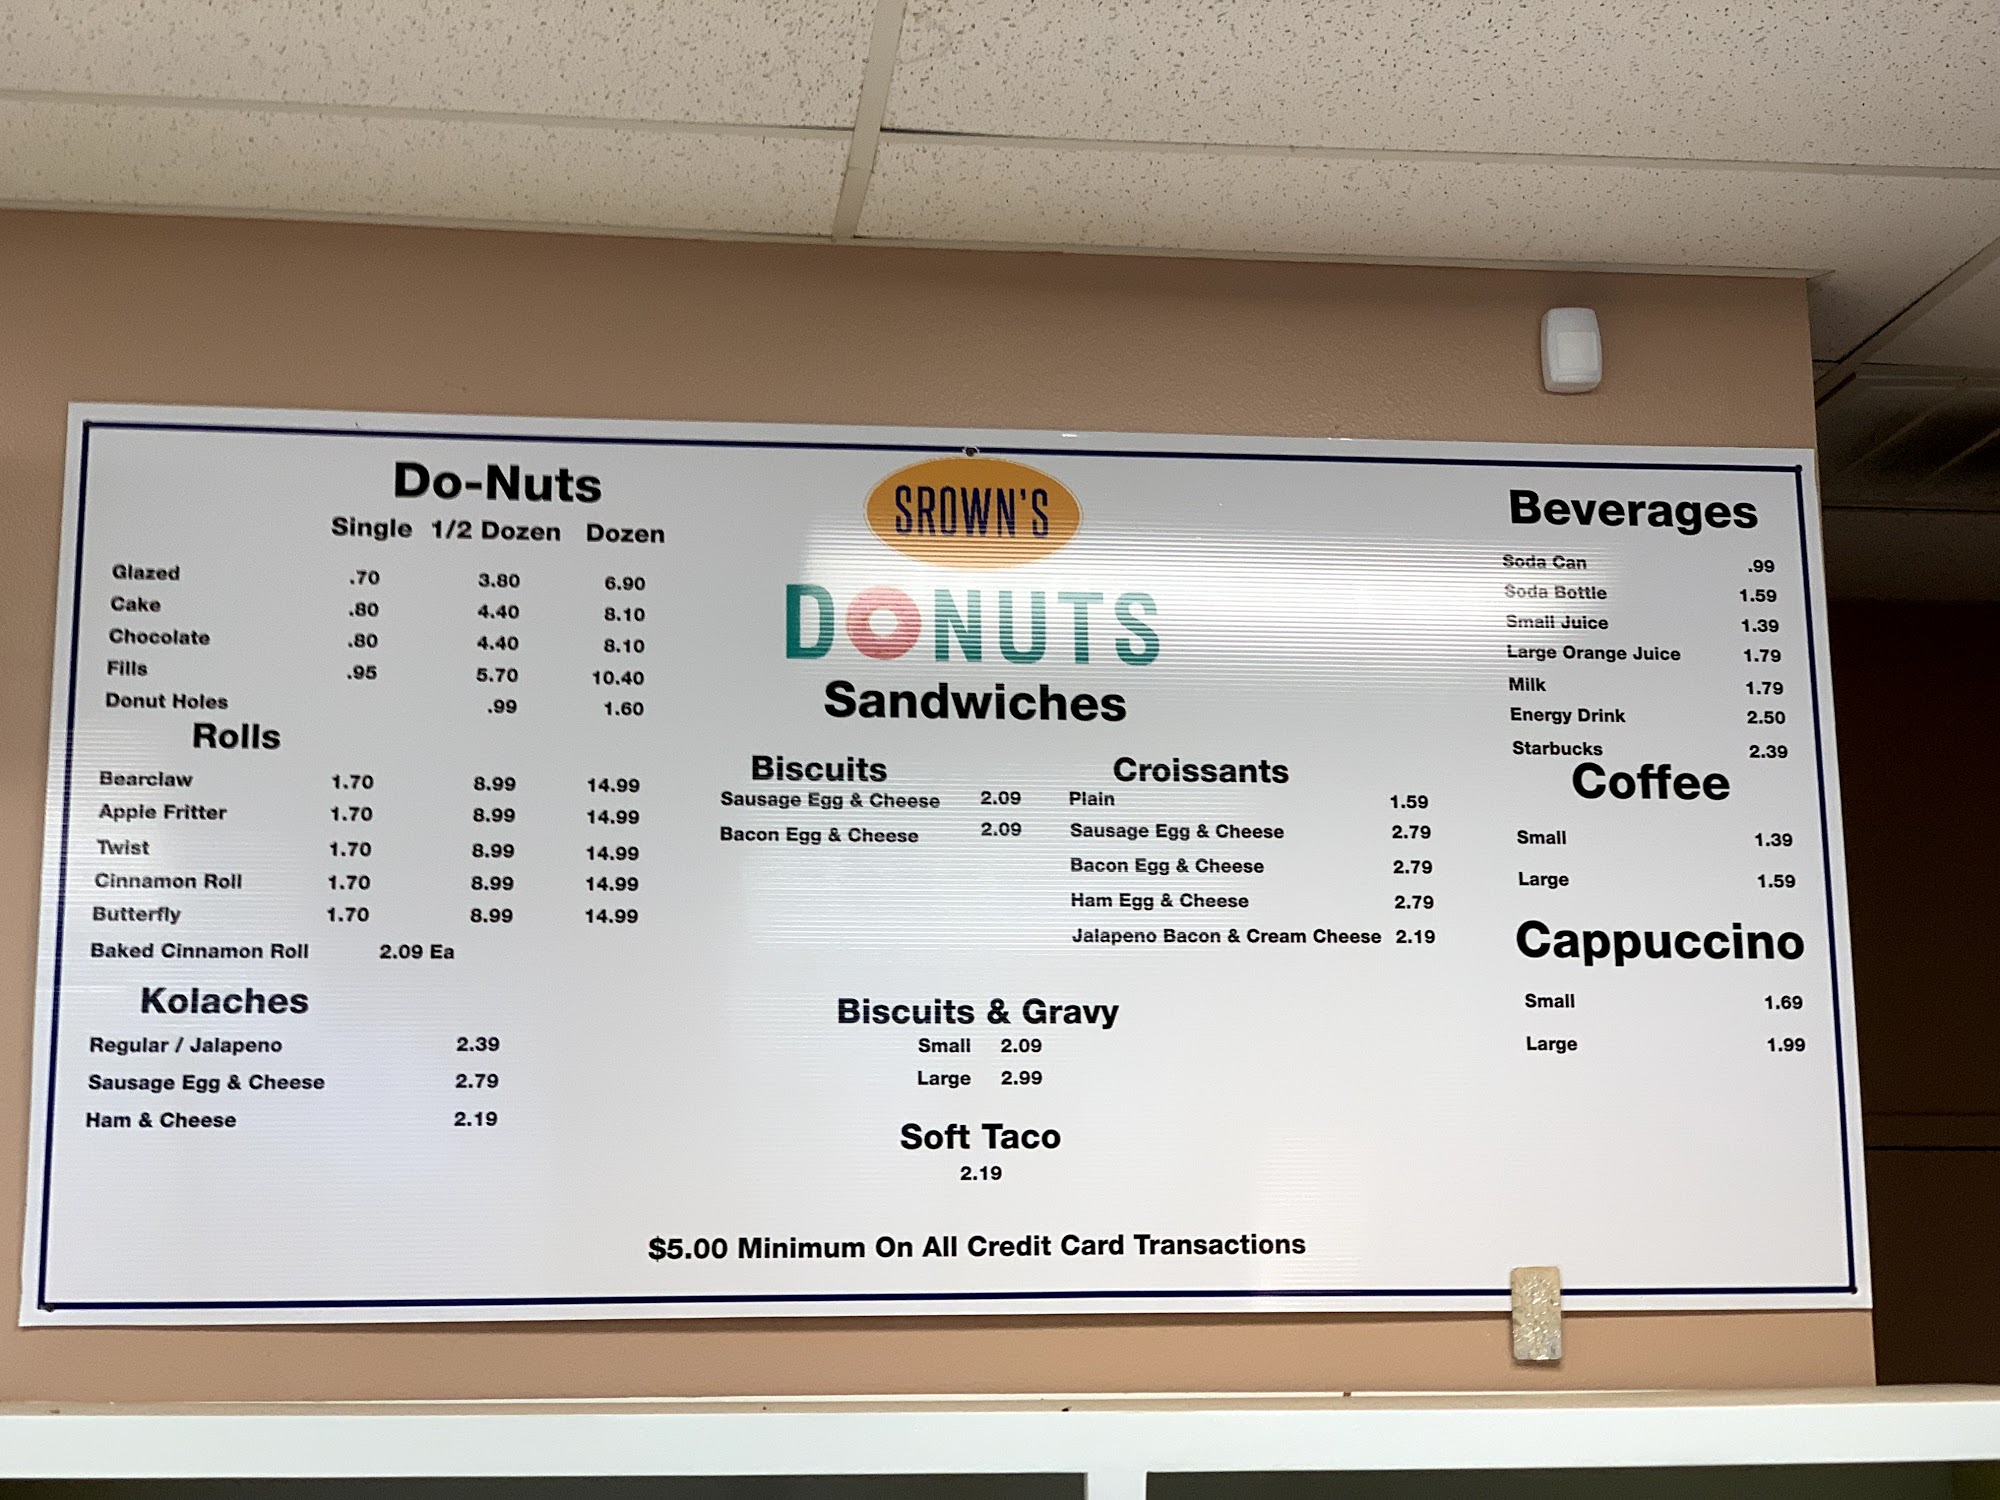 Do-Nuts
Single 1/2 Dozen Dozen
Glazed .70 3.80 6.90
Cake .80 4.40 8.10
Chocolate .80 4.40 8.10
Fills .95 5.70 10.40
Donut Holes .99 1.60
Rolls
Bearclaw 1.70 8.99 14.99
Apple Fritter 1.70 8.99 14.99
Twist 1.70 8.99 14.99
Cinnamon Roll 1.70 8.99 14.99
Butterfly 1.70 8.99 14.99
Baked Cinnamon Roll 2.09 Ea
Kolaches
Regular / Jalapeno 2.39
Sausage Egg & Cheese 2.79
Ham & Cheese 2.19
SROWN'S
DONUTS
Sandwiches
Biscuits
Sausage Egg & Cheese 2.09
Bacon Egg & Cheese 2.09
Croissants
Plain 1.59
Sausage Egg & Cheese 2.79
Bacon Egg & Cheese 2.79
Ham Egg & Cheese 2.79
Jalapeno Bacon & Cream Cheese 2.19
Biscuits & Gravy
Small 2.09
Large 2.99
Soft Taco
2.19
Beverages
Soda Can .99
Soda Bottle 1.59
Small Juice 1.39
Large Orange Juice 1.79
Milk 1.79
Energy Drink 2.50
Starbucks 2.39
Coffee
Small 1.39
Large 1.59
Cappuccino
Small 1.69
Large 1.99
$5.00 Minimum On All Credit Card Transactions